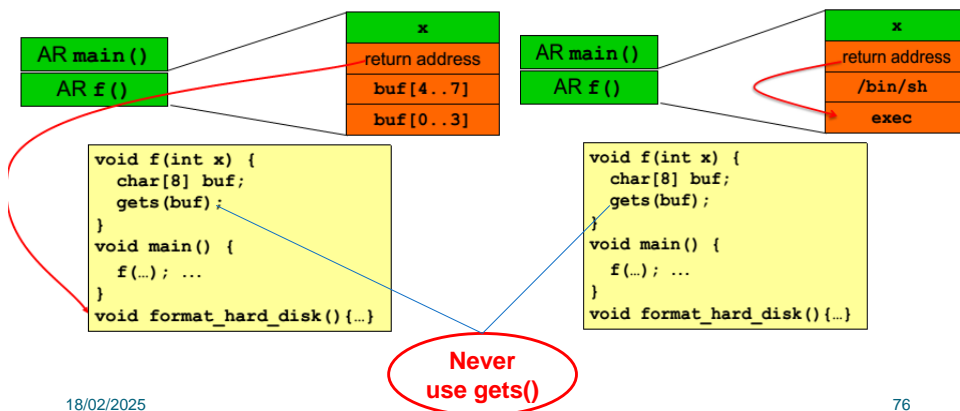 x
AR main()
return address
AR f()
buf[4..7]
buf[0..3]
void f(int x) {
char[8] buf;
gets(buf);
}
void main() {
f(…); ...
}
void format_hard_disk(){…}
x
AR main()
return address
AR f()
/bin/sh
exec
void f(int x) {
char[8] buf;
gets(buf);
}
void main() {
f(…); ...
}
void format_hard_disk(){…}
Never
use gets()
18/02/2025
76